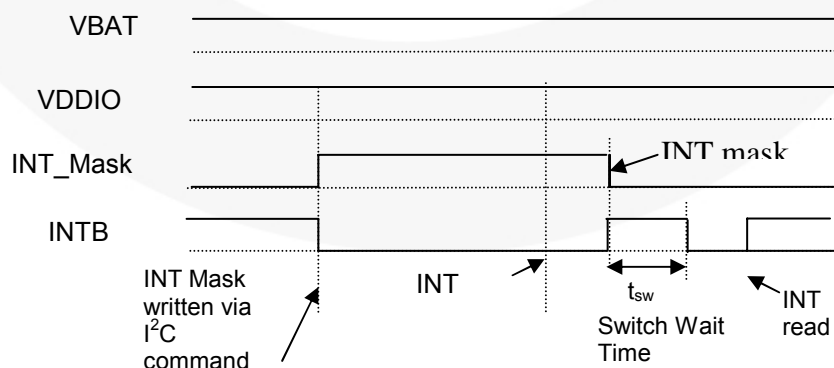 VBAT
VDDIO
INT_Mask
INT mask
INTB
INT Mask
written via
I²C
command
INT
tsw
Switch Wait
Time
INT
read